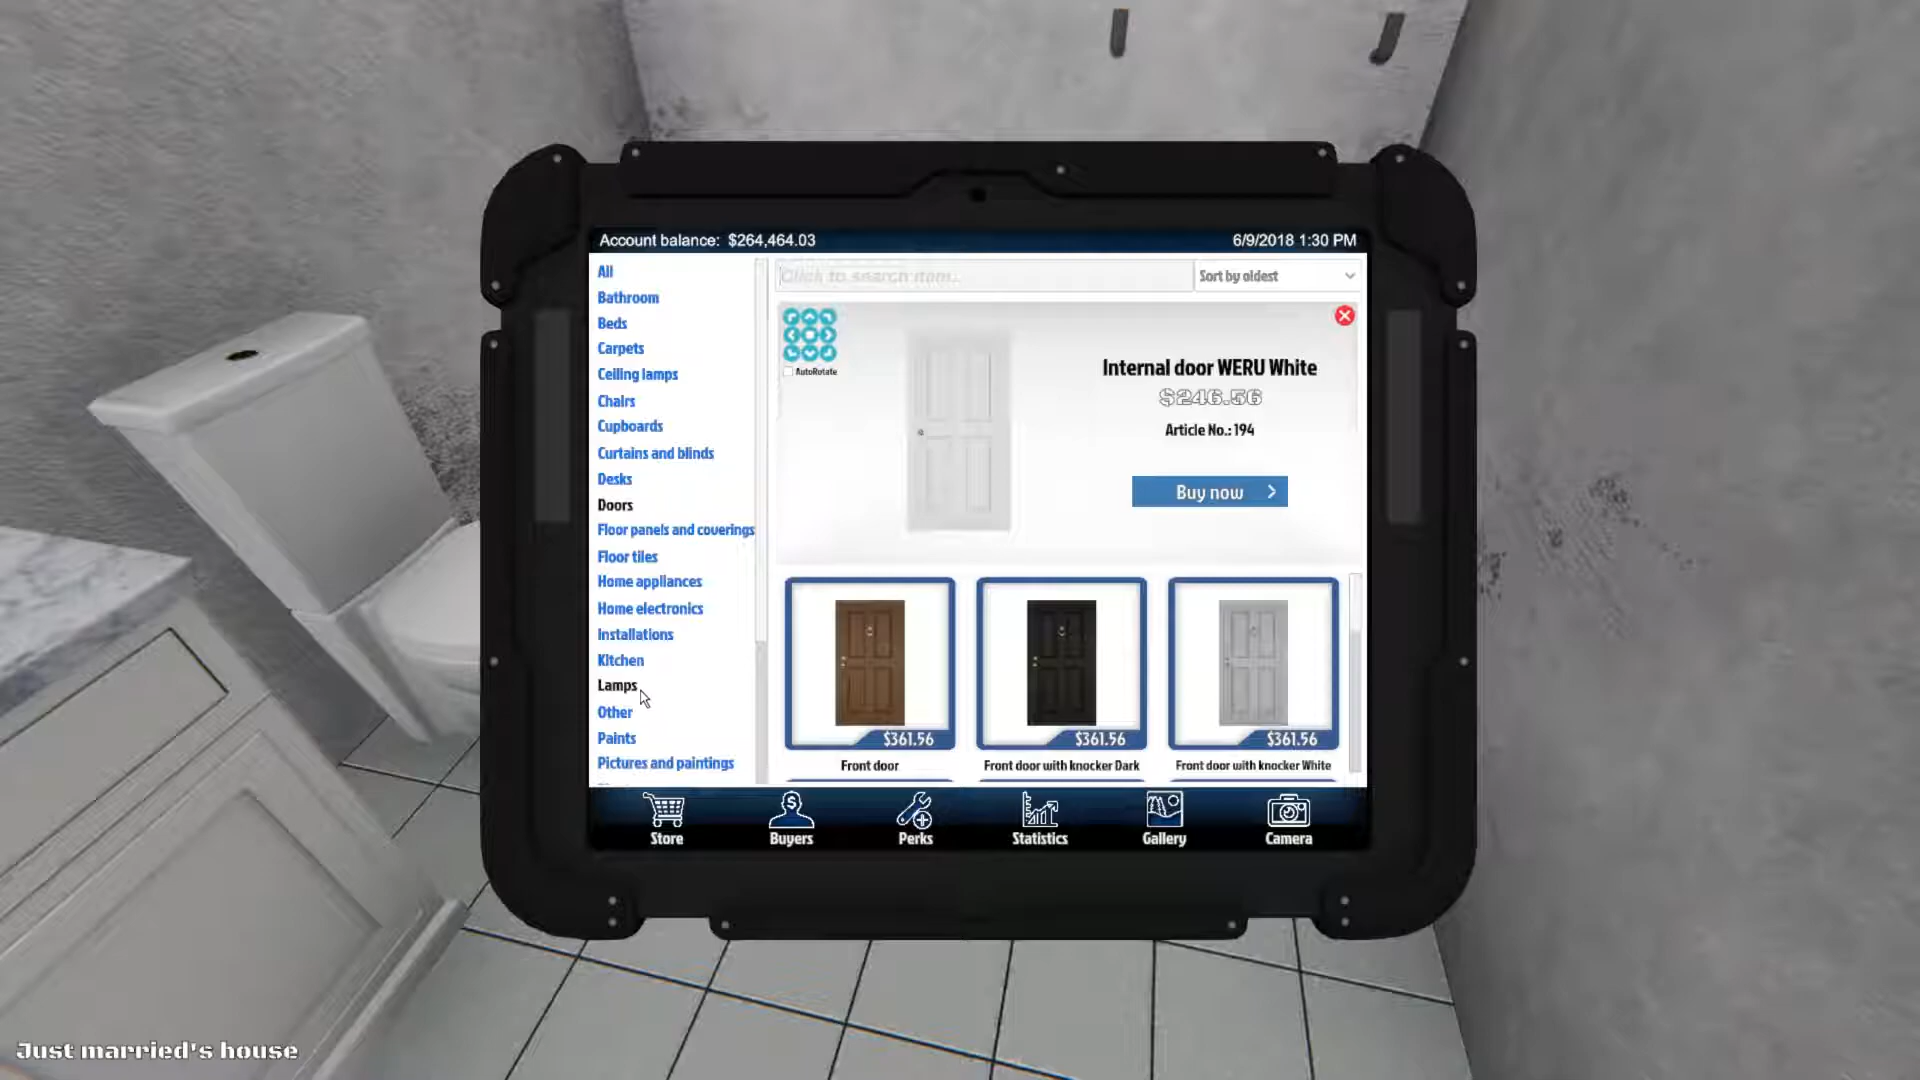 Account balance: $264,464.03
6/9/2018 1:30 PM
All
Bathroom
Beds
Carpets
Ceiling lamps
Chairs
Cupboards
Curtains and blinds
Desks
Doors
Floor panels and coverings
Floor tiles
Home appliances
Home electronics
Installations
Kitchen
Lamps
Other
Paints
Pictures and paintings
Click to search item...
Sort by oldest
AutoRotate
Internal door WERU White
$246.56
Article No.: 194
Buy now
$361.56
$361.56
$361.56
Front door
Front door with knocker Dark
Front door with knocker White
Store
Buyers
Perks
Statistics
Gallery
Camera
Just married's house